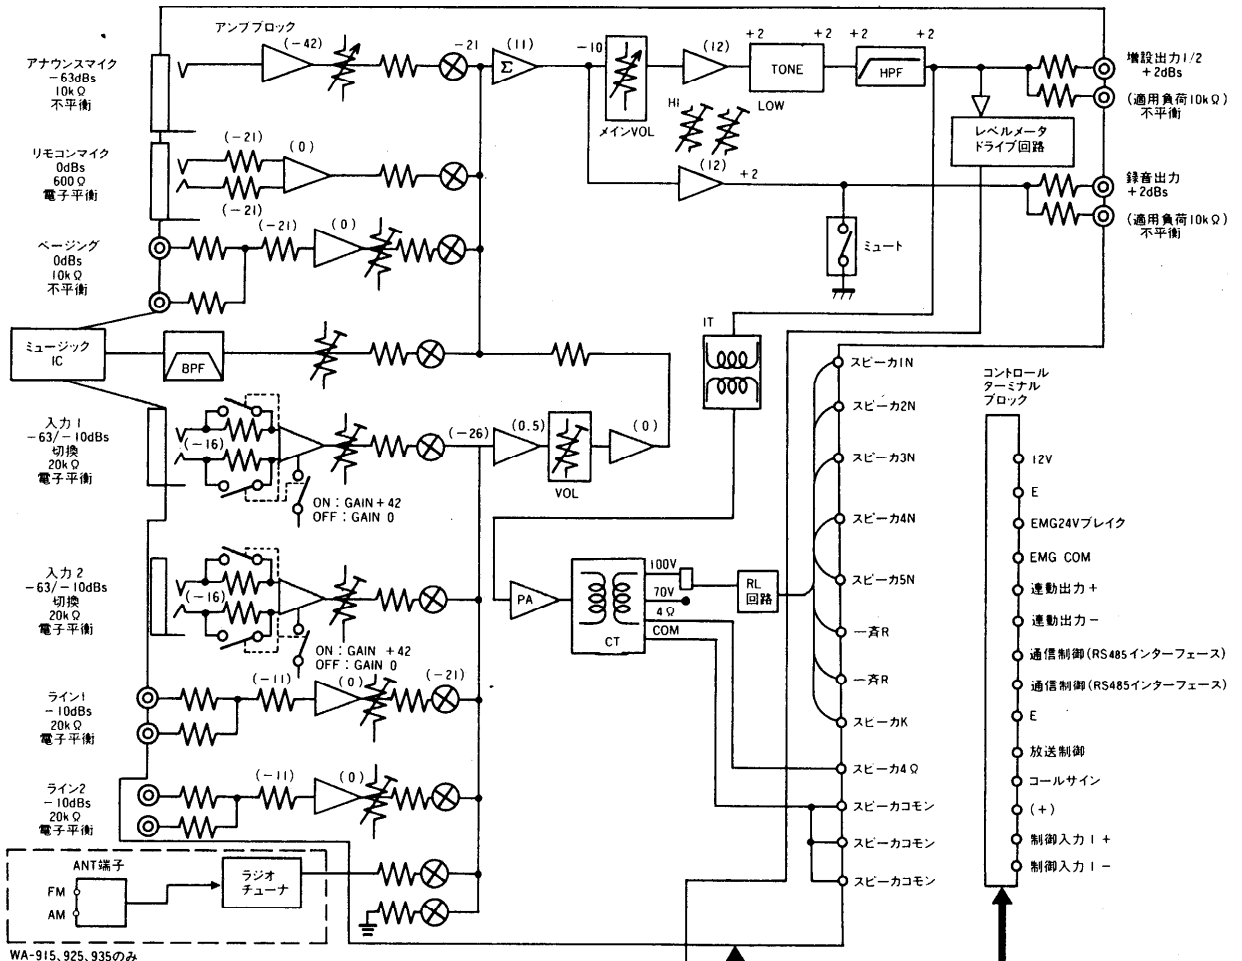 アンプブロック
アナウンスマイク
-63dBs
10kΩ
不平衡
(-42)
-21
(11)
Σ
-10
メインVOL
(12)
+2
TONE
+2
HI
LOW
+2
HPF
+2
増設出力1/2
+2dBs
(適用負荷10kΩ)
不平衡
レベルメータ
ドライブ回路
リモコンマイク
0dBs
600Ω
電子平衡
(-21)
(-21)
(0)
(12)
+2
録音出力
+2dBs
(適用負荷10kΩ)
不平衡
ミュート
ページング
0dBs
10kΩ
不平衡
(-21)
(0)
ミュージック
IC
BPF
IT
入力1
-63/-10dBs
切換
20kΩ
電子平衡
(-16)
ON:GAIN+42
OFF:GAIN 0
(-26)
(0.5)
VOL
(0)
入力2
-63/-10dBs
切換
20kΩ
電子平衡
(-16)
ON:GAIN +42
OFF:GAIN 0
PA
CT
100V
70V
4Ω
COM
RL
回路
ライン1
-10dBs
20kΩ
電子平衡
(-11)
(0)
(-21)
ライン2
-10dBs
20kΩ
電子平衡
(-11)
(0)
ANT端子
FM
AM
ラジオ
チューナ
WA-915,925,935のみ
スピーカ1N
スピーカ2N
スピーカ3N
スピーカ4N
スピーカ5N
一斉R
一斉R
スピーカK
スピーカ4Ω
スピーカコモン
スピーカコモン
スピーカコモン
コントロール
ターミナル
ブロック
12V
E
EMG24Vブレイク
EMG COM
連動出力+
連動出力-
通信制御(RS485インターフェース)
通信制御(RS485インターフェース)
E
放送制御
コールサイン
(+)
制御入力1+
制御入力1-